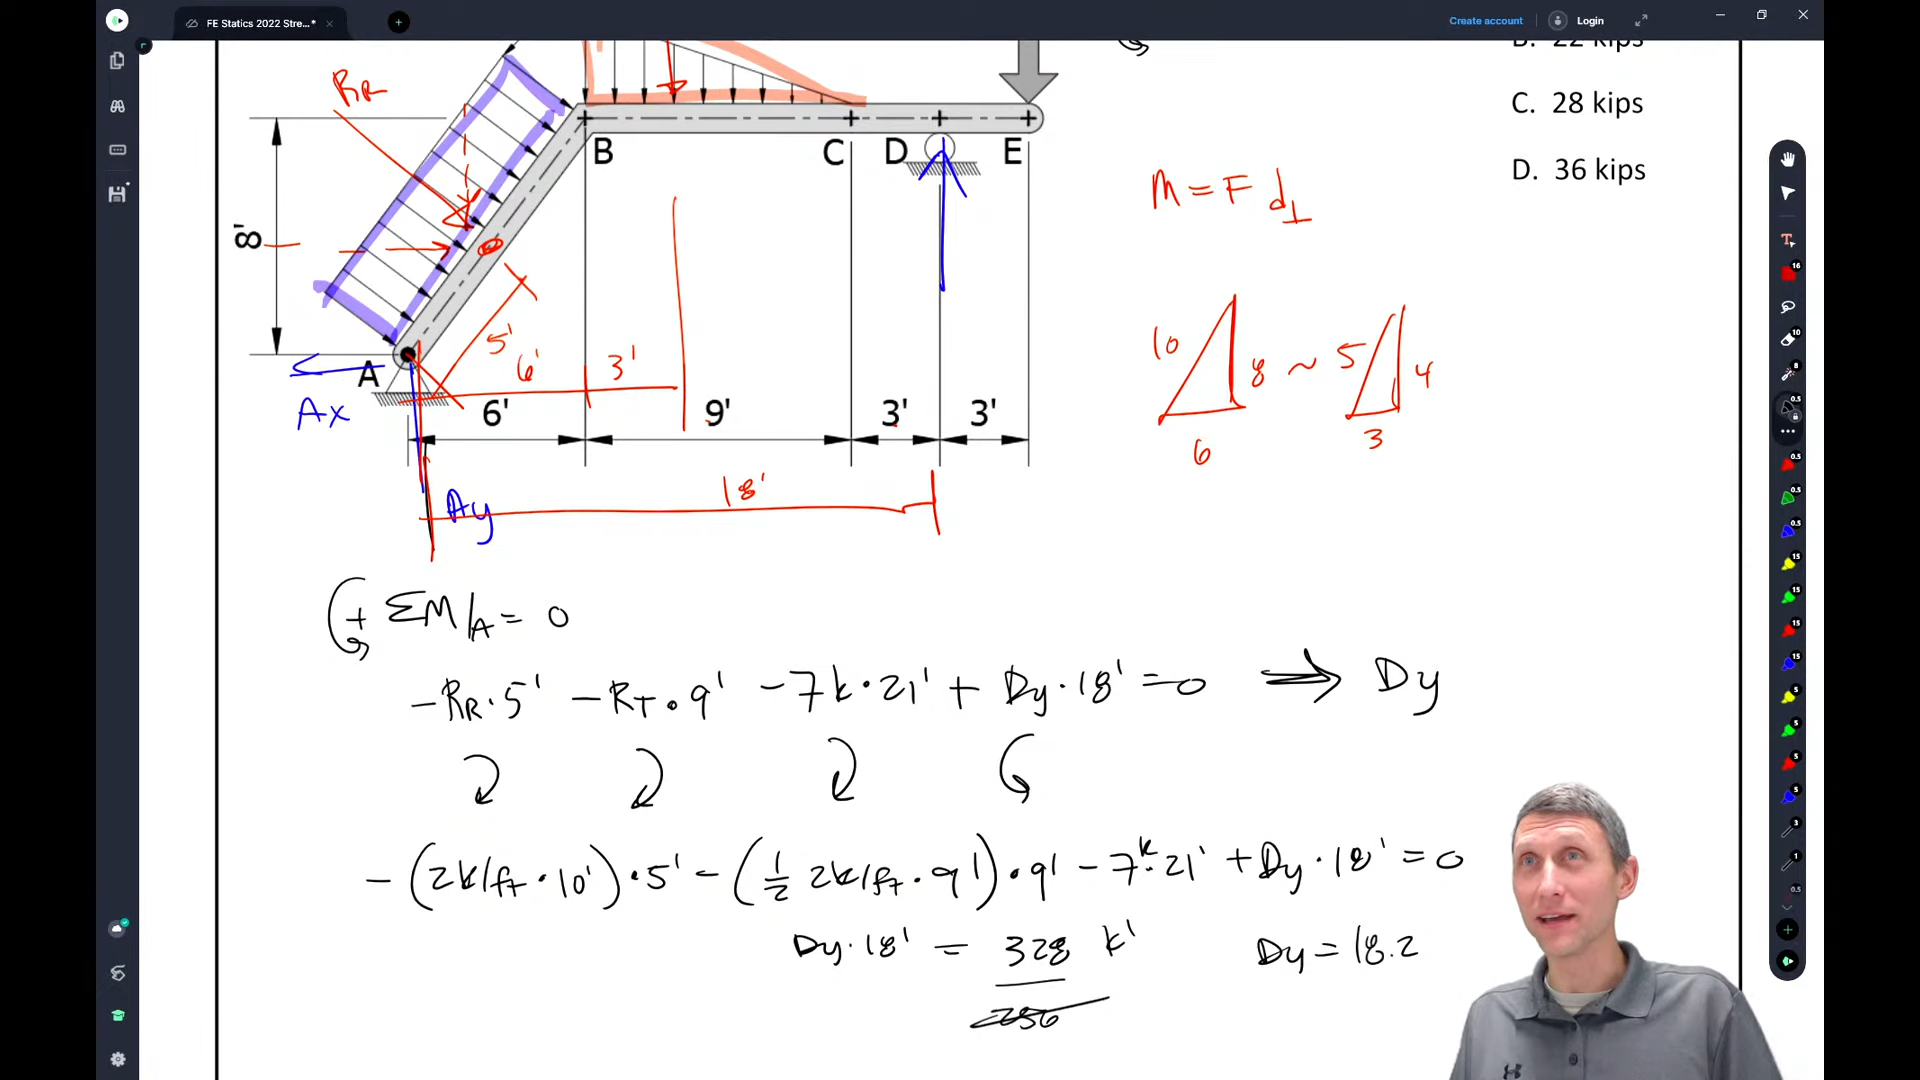 FE Statics 2022 Stre...*
Create account
Login
C. 28 kips
D. 36 kips
RR
B
C
D
E
8'
M = F d⊥
5'
6'
3'
A
Ax
6'
9'
3'
3'
10
8
~
5
4
6
3
18'
Ay
+ ΣM/A = 0
-RR·5' - RT·9' - 7k·21' + Dy·18' = 0 ⇒ Dy
-(2k/ft·10')·5' - (1/2 2k/ft·9')·9' - 7k·21' + Dy·18' = 0
Dy·18' = 328 k'
Dy = 18.2